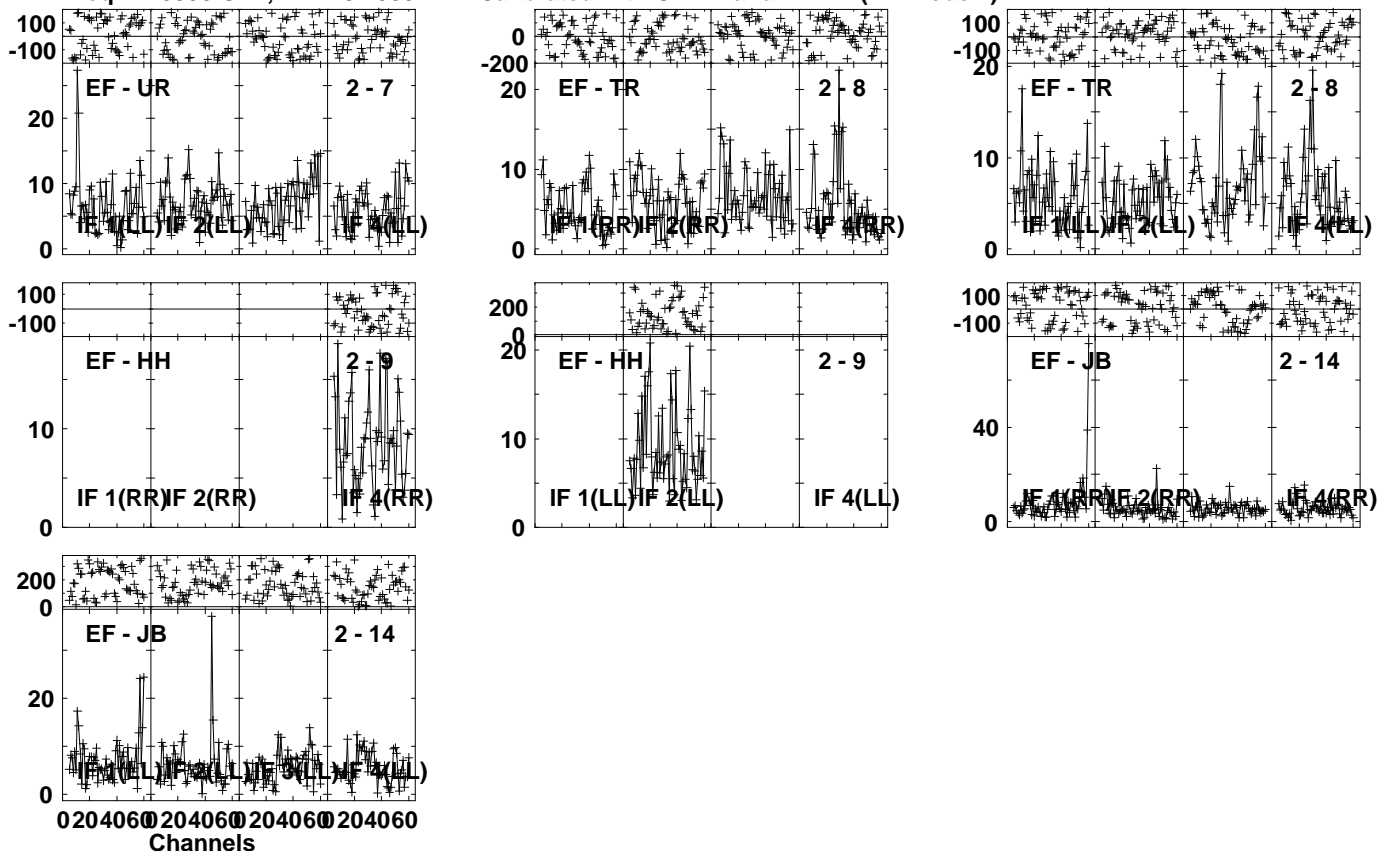 100
-100
EF - UR 2 - 7
20
10
0
IF 1(LL) IF 2(LL) IF 4(LL)
0
-200
EF - TR 2 - 8
20
10
0
IF 1(RR) IF 2(RR) IF 4(RR)
100
-100
20
EF - TR 2 - 8
10
0
IF 1(LL) IF 2(LL) IF 4(LL)
100
-100
EF - HH 2 - 9
10
0
IF 1(RR) IF 2(RR) IF 4(RR)
200
0
20
EF - HH 2 - 9
10
0
IF 1(LL) IF 2(LL) IF 4(LL)
100
-100
EF - JB 2 - 14
40
0
IF 1(RR) IF 2(RR) IF 4(RR)
200
0
EF - JB 2 - 14
20
0
IF 1(LL) IF 2(LL) IF 3(LL) IF 4(LL)
0 20 40 60 0 20 40 60 0 20 40 60 0 20 40 60
Channels